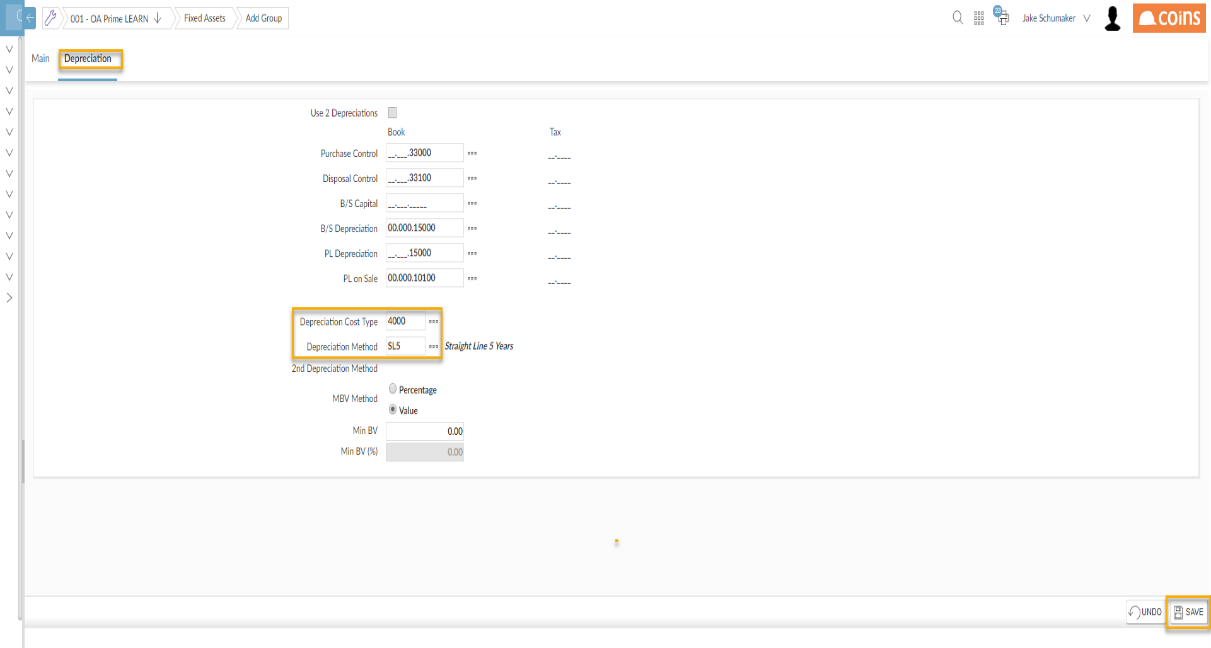 001 - OA Prime LEARN Fixed Assets Add Group Jake Schumaker coins
Main Depreciation
Use 2 Depreciations
Book Tax
Purchase Control __.___.33000 __.____
Disposal Control __.___.33100 __.____
B/S Capital __.___._____ __.____
B/S Depreciation 00.000.15000 __.____
PL Depreciation __.___.15000 __.____
PL on Sale 00.000.10100 __.____
Depreciation Cost Type 4000
Depreciation Method SL5 Straight Line 5 Years
2nd Depreciation Method
MBV Method Percentage
Value
Min BV 0.00
Min BV (%) 0.00
UNDO SAVE